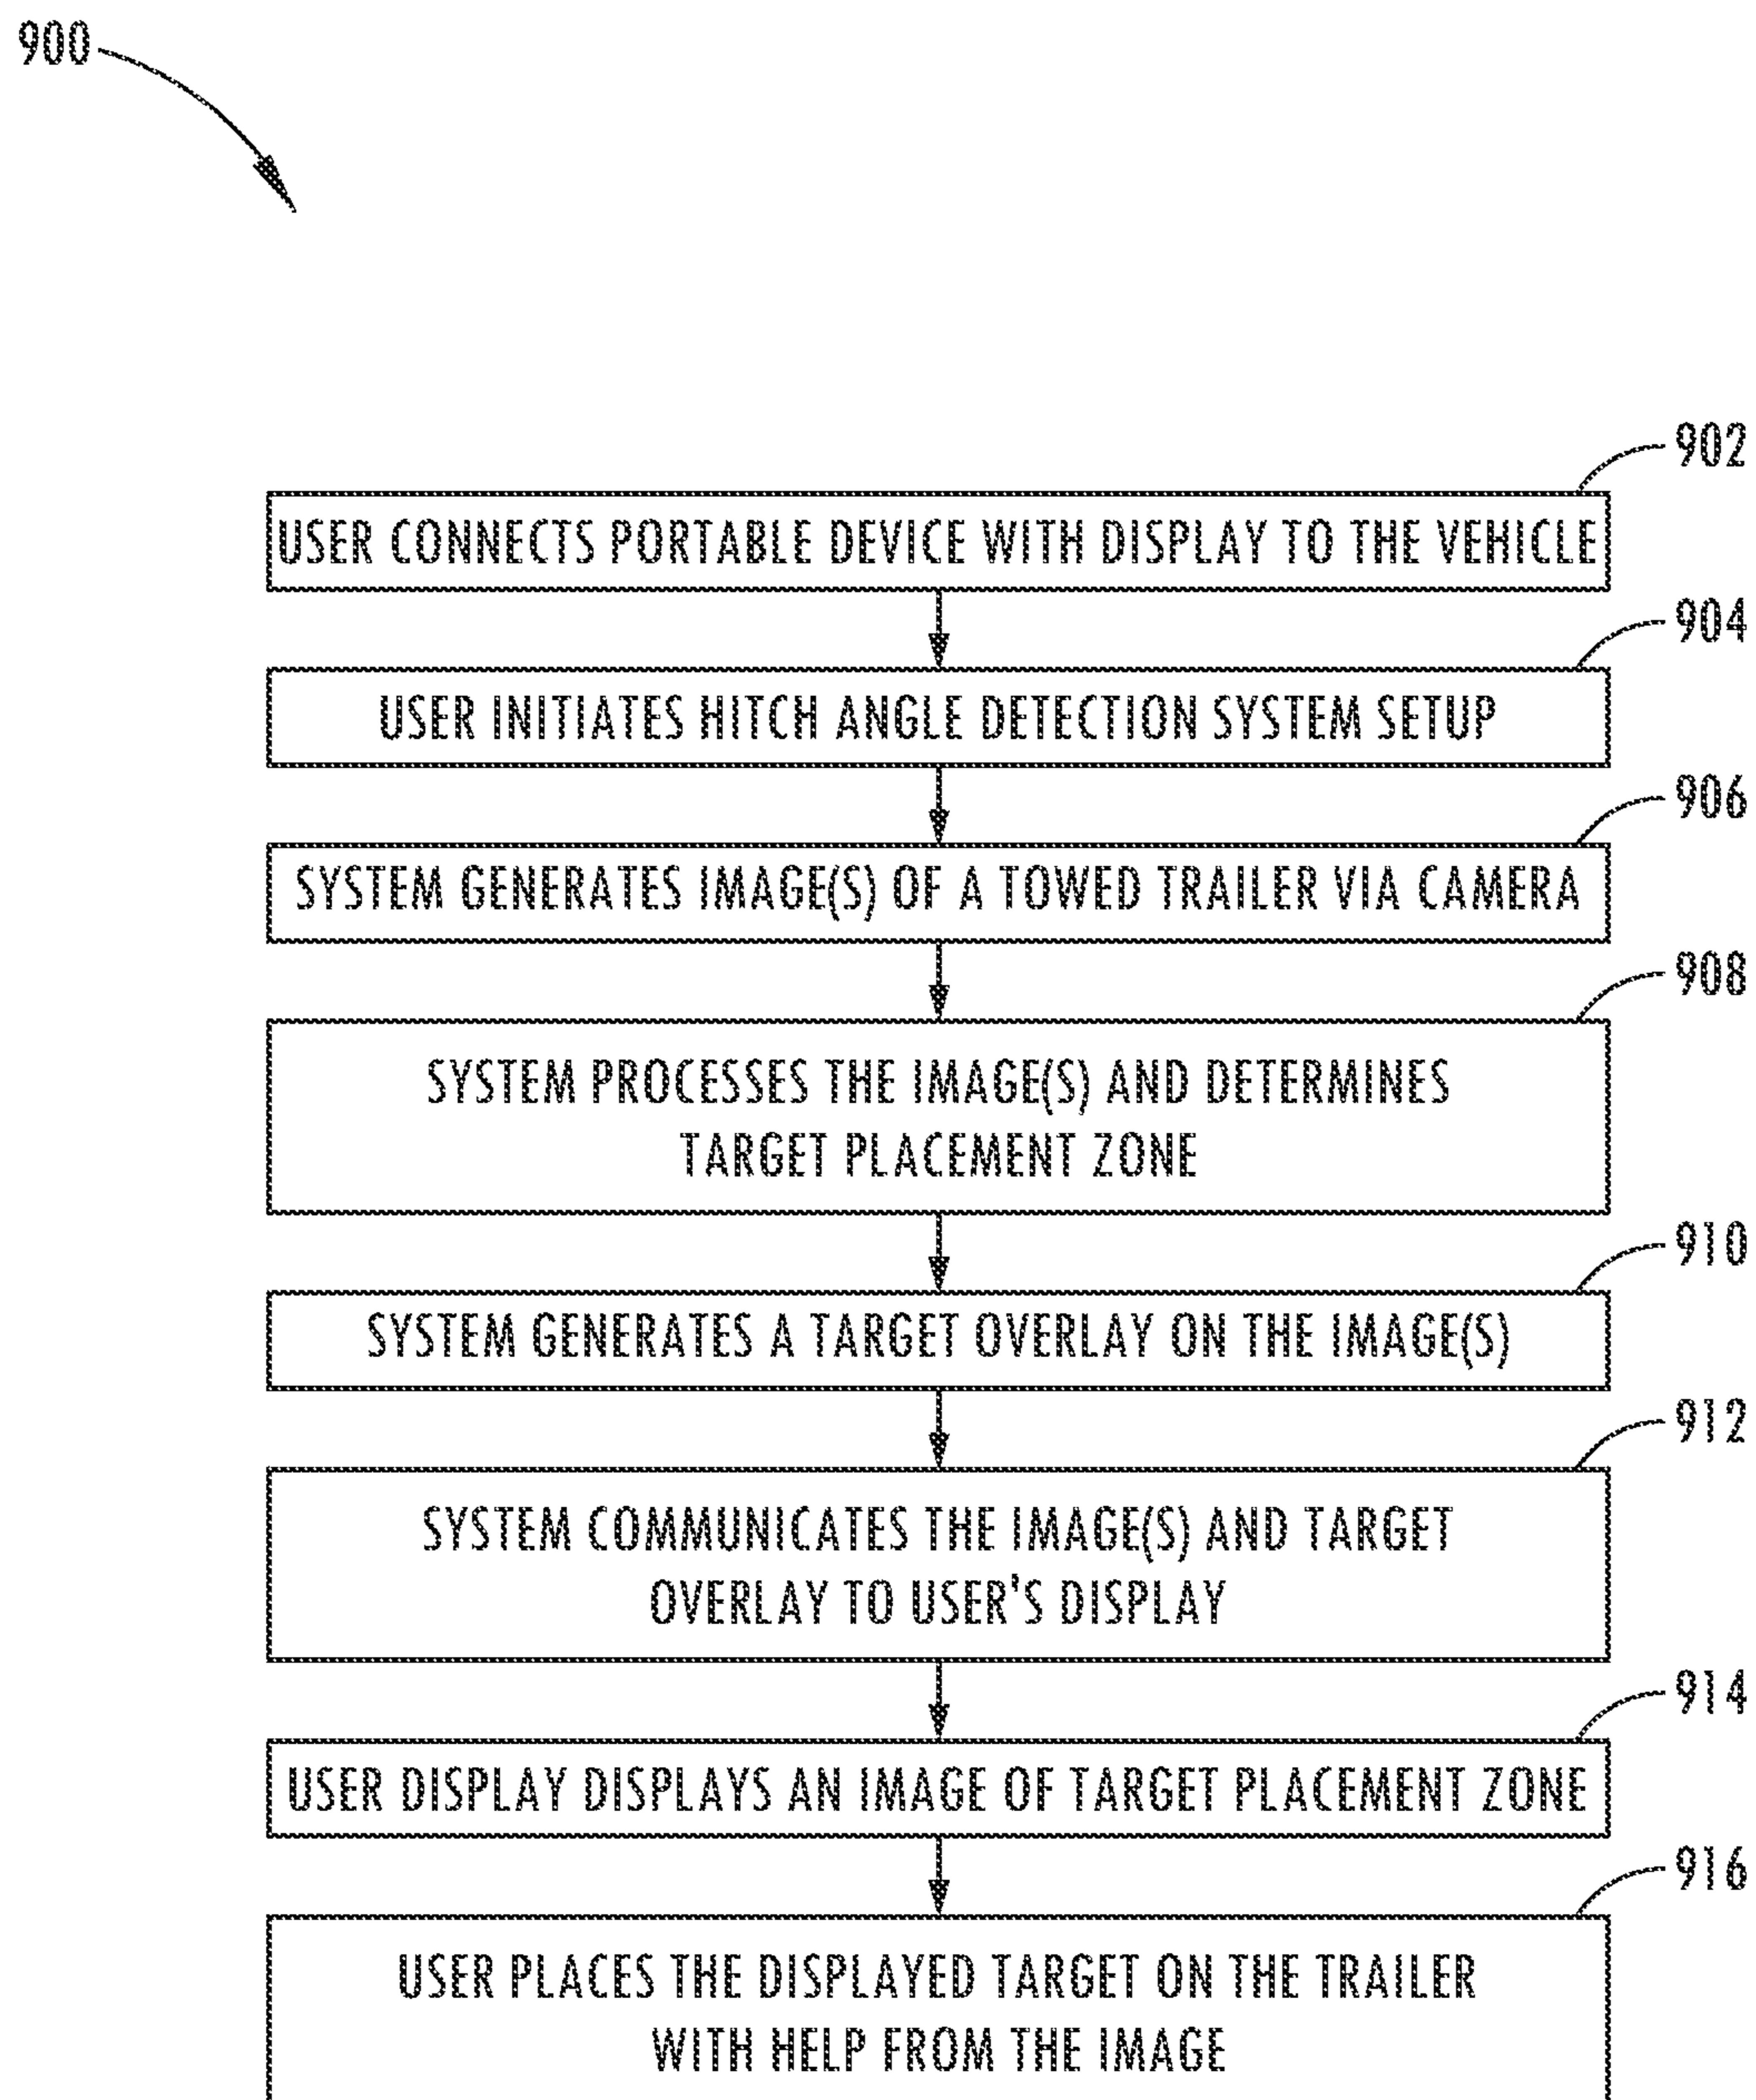 900
902
USER CONNECTS PORTABLE DEVICE WITH DISPLAY TO THE VEHICLE
904
USER INITIATES HITCH ANGLE DETECTION SYSTEM SETUP
906
SYSTEM GENERATES IMAGE(S) OF A TOWED TRAILER VIA CAMERA
908
SYSTEM PROCESSES THE IMAGE(S) AND DETERMINES
TARGET PLACEMENT ZONE
910
SYSTEM GENERATES A TARGET OVERLAY ON THE IMAGE(S)
912
SYSTEM COMMUNICATES THE IMAGE(S) AND TARGET
OVERLAY TO USER'S DISPLAY
914
USER DISPLAY DISPLAYS AN IMAGE OF TARGET PLACEMENT ZONE
916
USER PLACES THE DISPLAYED TARGET ON THE TRAILER
WITH HELP FROM THE IMAGE